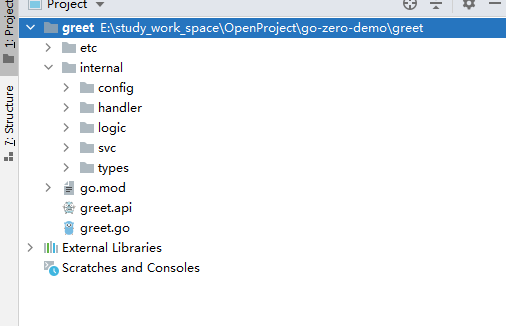 Project
1: Project
greet E:\study_work_space\OpenProject\go-zero-demo\greet
etc
internal
config
handler
logic
svc
types
7: Structure
go.mod
greet.api
greet.go
External Libraries
Scratches and Consoles